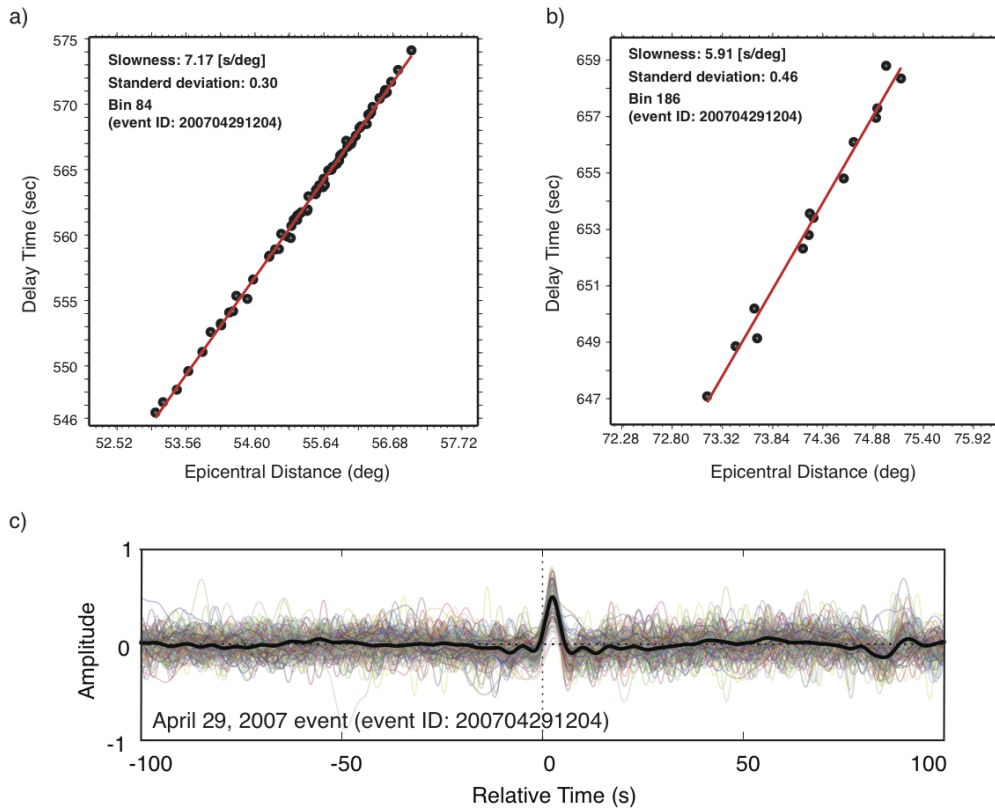 a)
575
570
565
560
555
550
546
Delay Time (sec)
Slowness: 7.17 [s/deg]
Standerd deviation: 0.30
Bin 84
(event ID: 200704291204)
52.52 53.56 54.60 55.64 56.68 57.72
Epicentral Distance (deg)
b)
659
657
655
653
651
649
647
Delay Time (sec)
Slowness: 5.91 [s/deg]
Standerd deviation: 0.46
Bin 186
(event ID: 200704291204)
72.28 72.80 73.32 73.84 74.36 74.88 75.40 75.92
Epicentral Distance (deg)
c)
1
0
-1
Amplitude
April 29, 2007 event (event ID: 200704291204)
-100 -50 0 50 100
Relative Time (s)